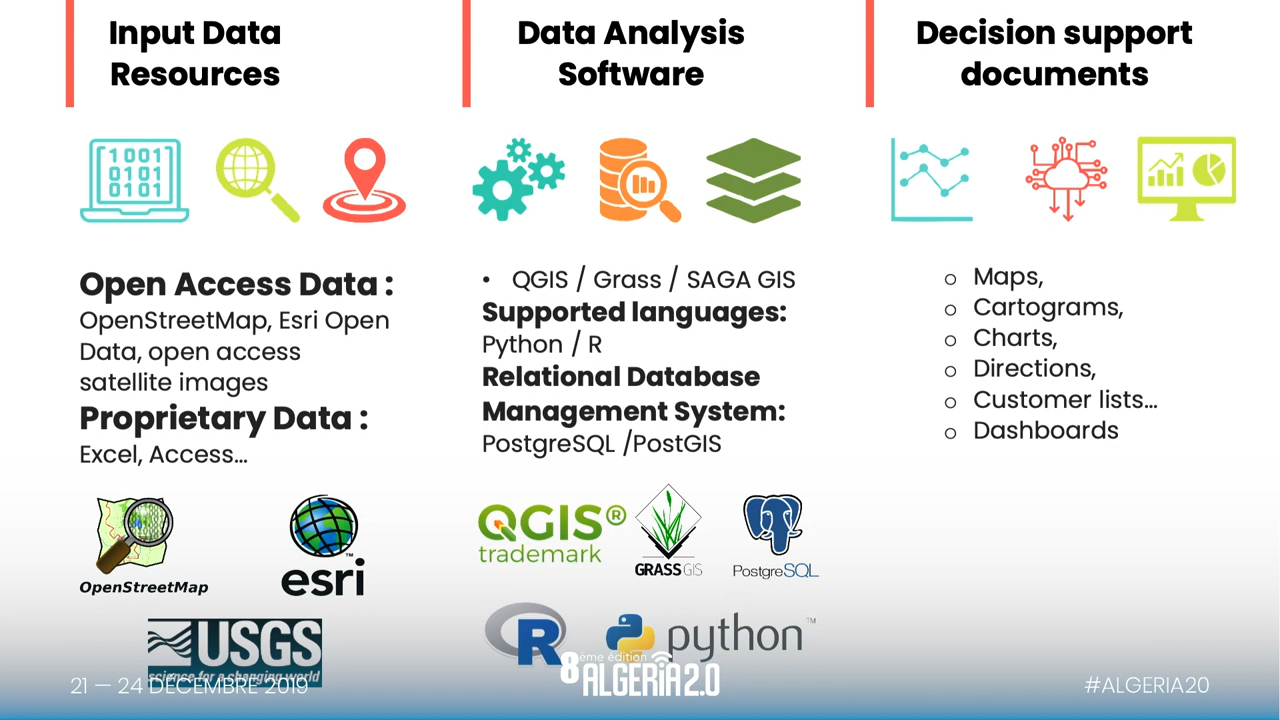 Input Data
Resources
Data Analysis
Software
Decision support
documents
1001
0101
0101
Open Access Data :
OpenStreetMap, Esri Open
Data, open access
satellite images
Proprietary Data :
Excel, Access...
• QGIS / Grass / SAGA GIS
Supported languages:
Python / R
Relational Database
Management System:
PostgreSQL /PostGIS
o Maps,
o Cartograms,
o Charts,
o Directions,
o Customer lists...
o Dashboards
OpenStreetMap
esri™
USGS
science for a changing world
QGIS®
trademark
GRASS GIS
PostgreSQL
R
python™
21 — 24 DECEMBRE 2019
8ème édition
ALGERIA 2.0
#ALGERIA20